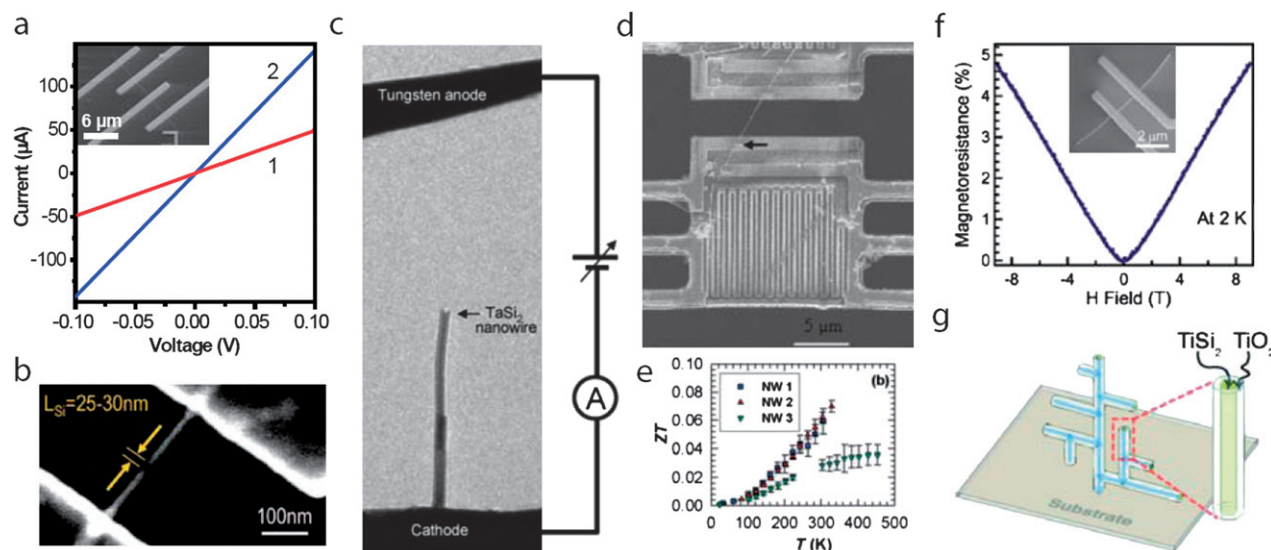 a
100
50
0
-50
-100
Current (µA)
-0.10
-0.05
0.00
0.05
0.10
Voltage (V)
2
1
6 µm
b
LSi=25-30nm
100nm
c
Tungsten anode
TaSi2
nanowire
Cathode
A
d
5 µm
e
(b)
NW 1
NW 2
NW 3
ZT
0.10
0.08
0.06
0.04
0.02
0.00
0
100
200
300
400
500
T (K)
f
5
4
3
2
1
0
Magnetoresistance (%)
2 µm
At 2 K
-8
-4
0
4
8
H Field (T)
g
TiSi2
TiO2
Substrate